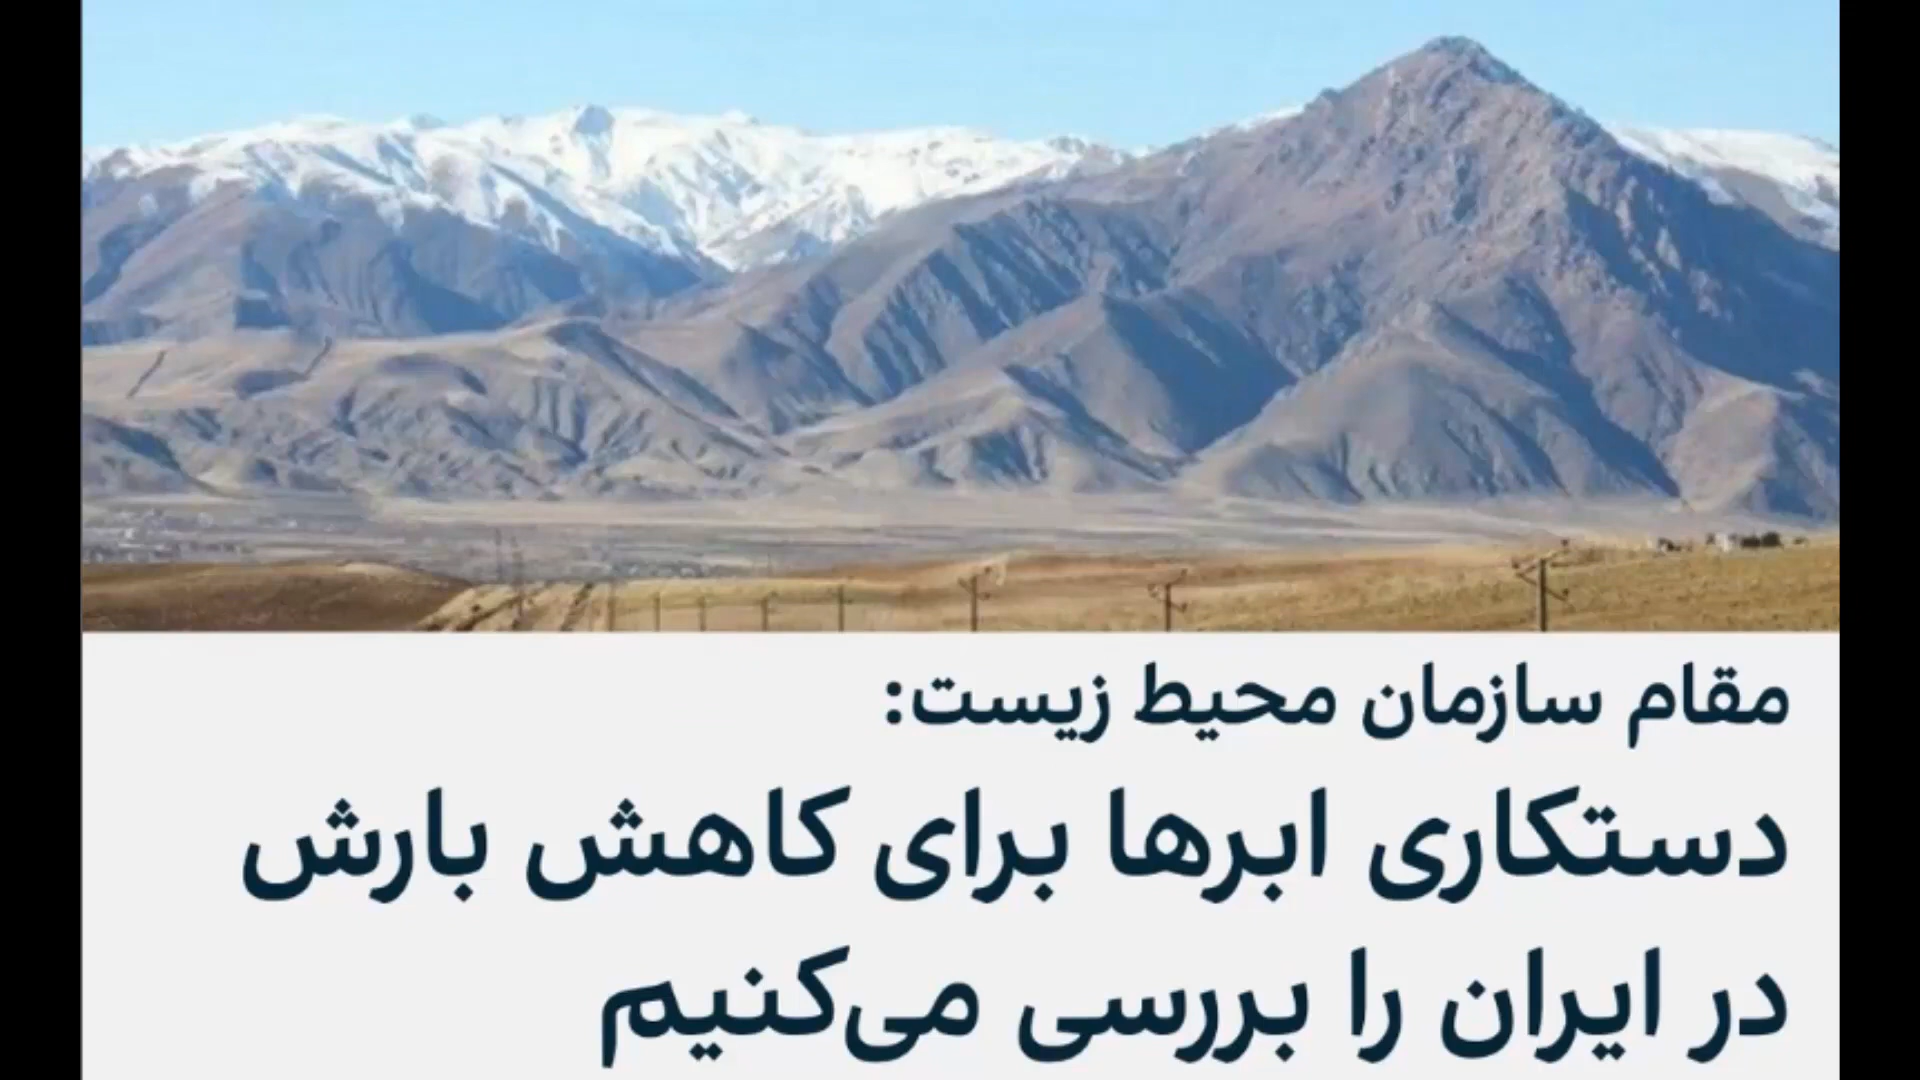 مقام سازمان محیط زیست:
دستکاری ابرها برای کاهش بارش
در ایران را بررسی می‌کنیم